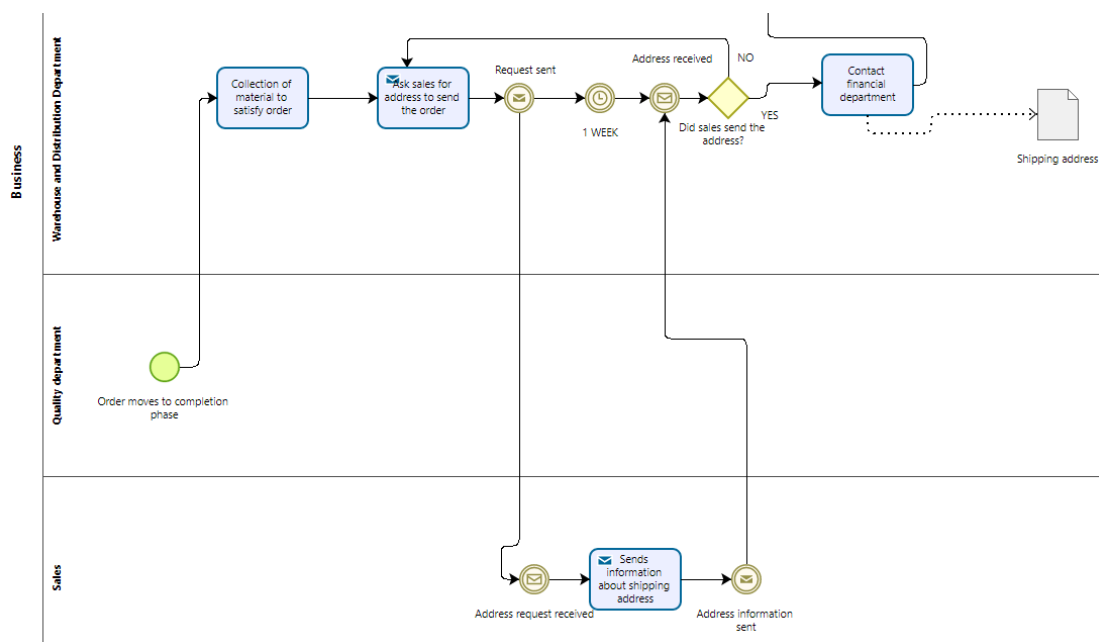 Business
Warehouse and Distribution Department
Collection of
material to
satisfy order
Ask sales for
address to send
the order
Request sent
1 WEEK
Address received
NO
YES
Did sales send the
address?
Contact
financial
department
Shipping address
Quality department
Order moves to completion
phase
Sales
Address request received
Sends
information
about shipping
address
Address information
sent